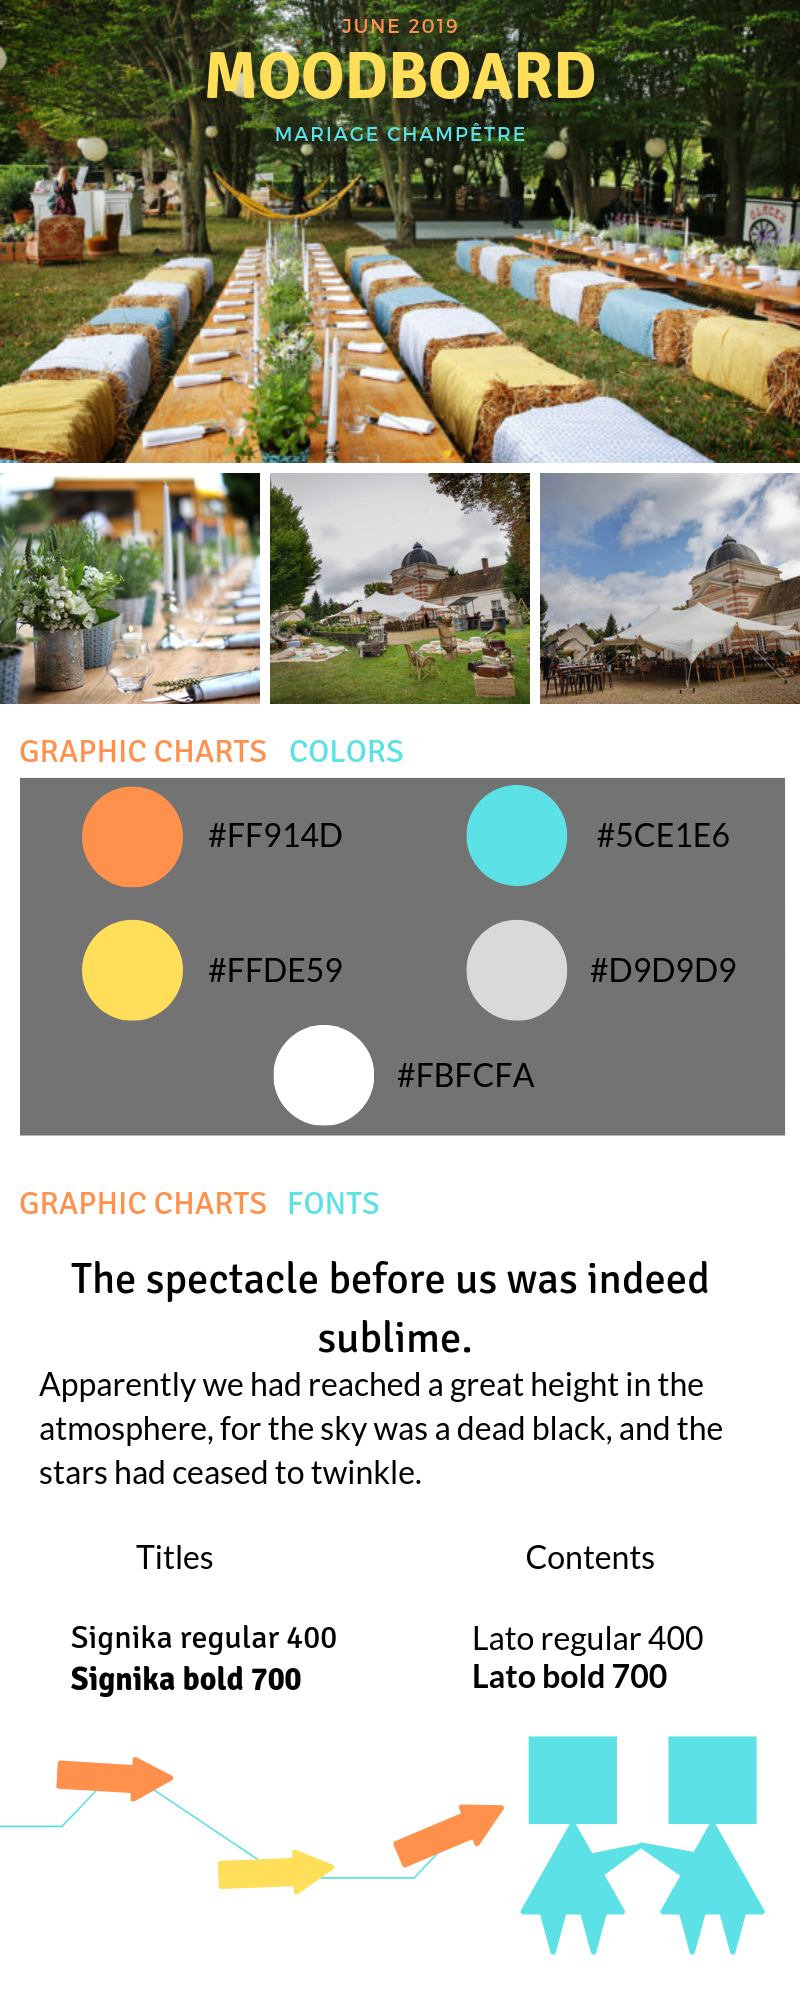 JUNE 2019
MOODBOARD
MARIAGE CHAMPÊTRE
GLACES
GRAPHIC CHARTS COLORS
#FF914D #5CE1E6
#FFDE59 #D9D9D9
#FBFCFA
GRAPHIC CHARTS FONTS
The spectacle before us was indeed
sublime.
Apparently we had reached a great height in the
atmosphere, for the sky was a dead black, and the
stars had ceased to twinkle.
Titles
Signika regular 400
Signika bold 700
Contents
Lato regular 400
Lato bold 700